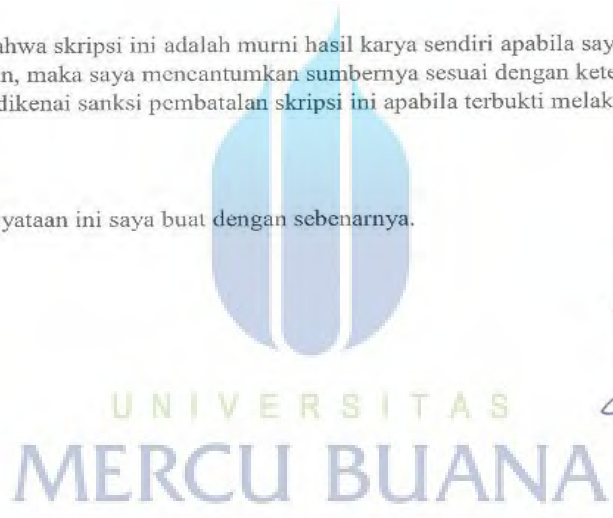 ahwa skripsi ini adalah murni hasil karya sendiri apabila say
n, maka saya mencantumkan sumbernya sesuai dengan kete
dikenai sanksi pembatalan skripsi ini apabila terbukti melak
yataan ini saya buat dengan sebenarnya.
UNIVERSITAS
MERCU BUANA